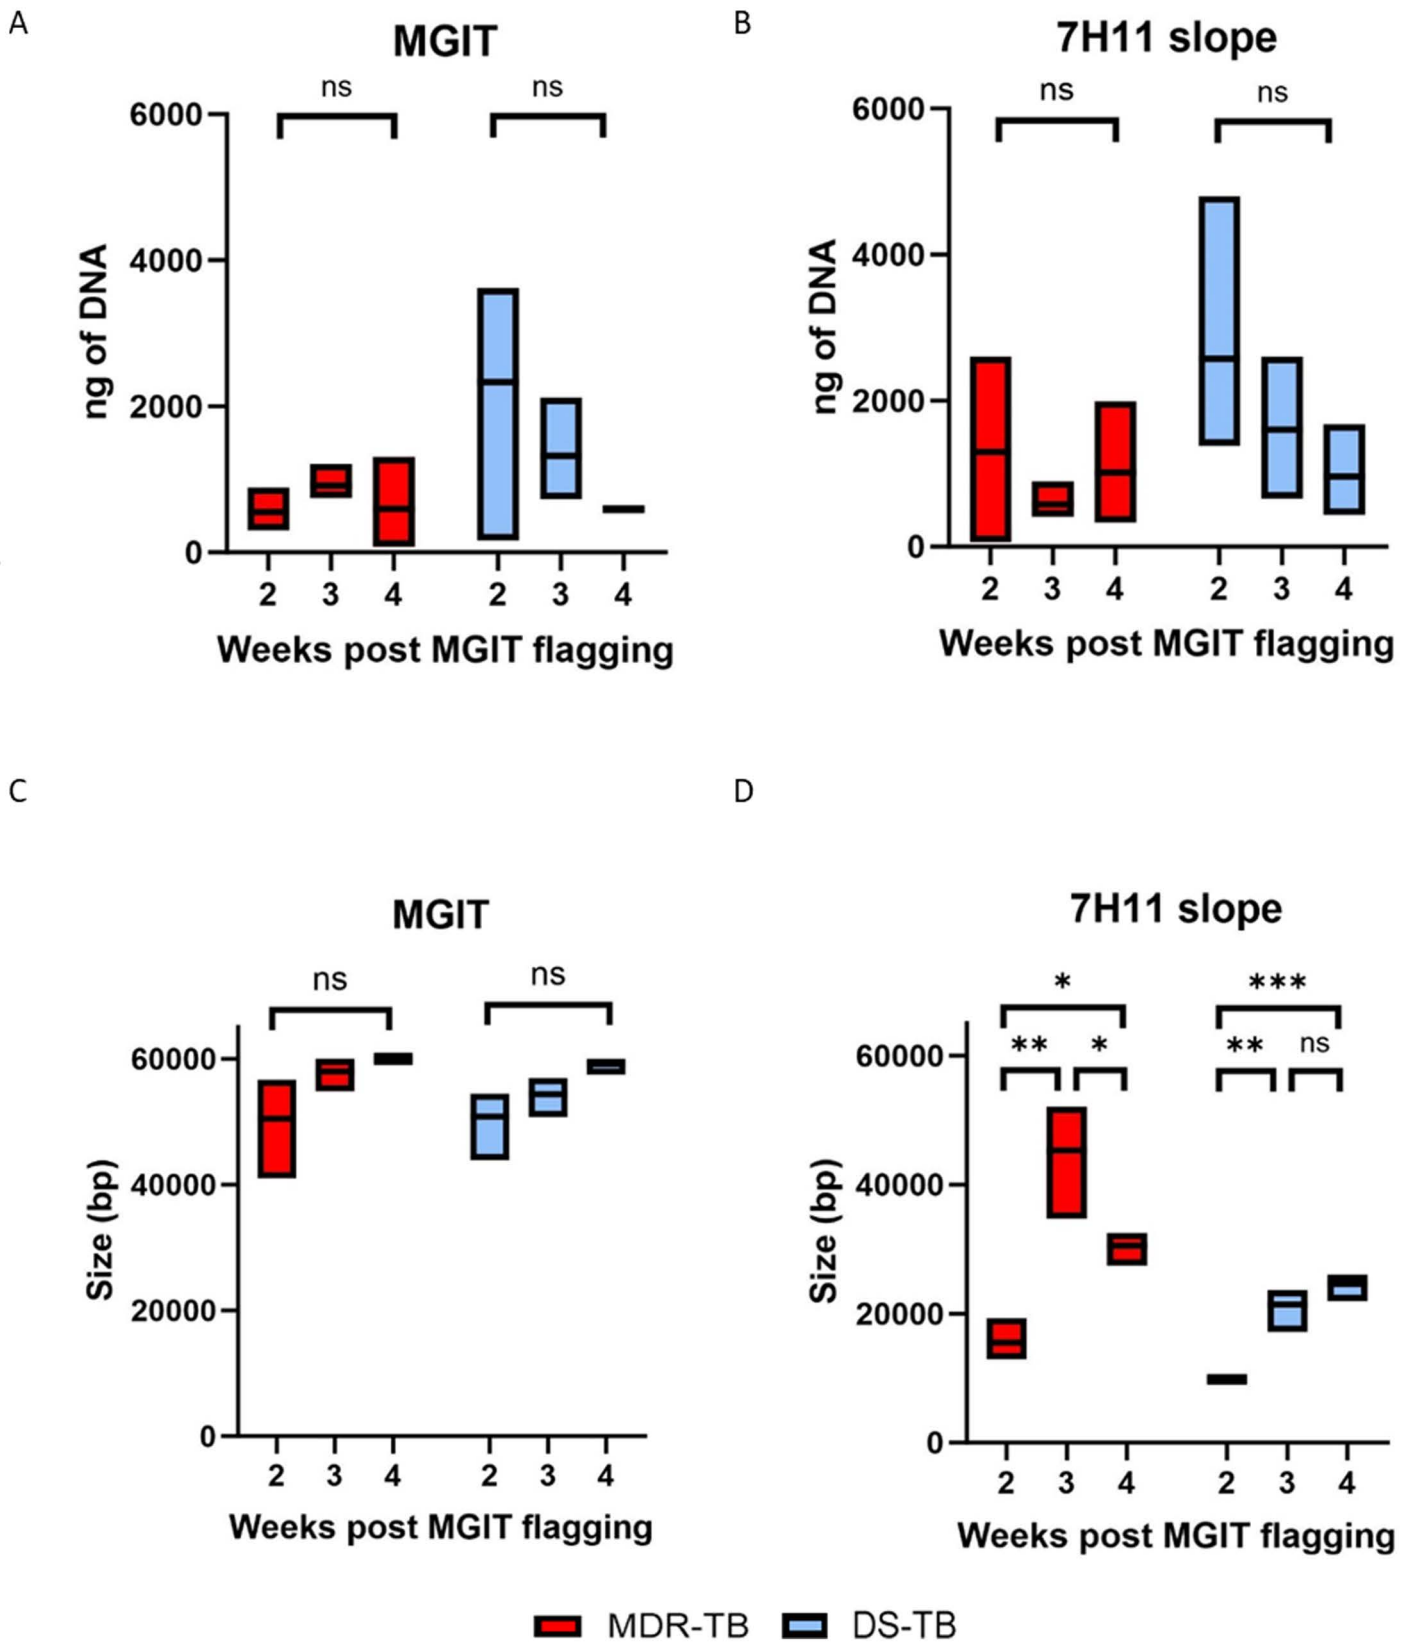 A
MGIT
ns ns
6000
4000
2000
0
ng of DNA
2 3 4 2 3 4
Weeks post MGIT flagging
B
7H11 slope
ns ns
6000
4000
2000
0
ng of DNA
2 3 4 2 3 4
Weeks post MGIT flagging
C
MGIT
ns ns
60000
40000
20000
0
Size (bp)
2 3 4 2 3 4
Weeks post MGIT flagging
D
7H11 slope
* ***
** * ** ns
60000
40000
20000
0
Size (bp)
2 3 4 2 3 4
Weeks post MGIT flagging
MDR-TB DS-TB